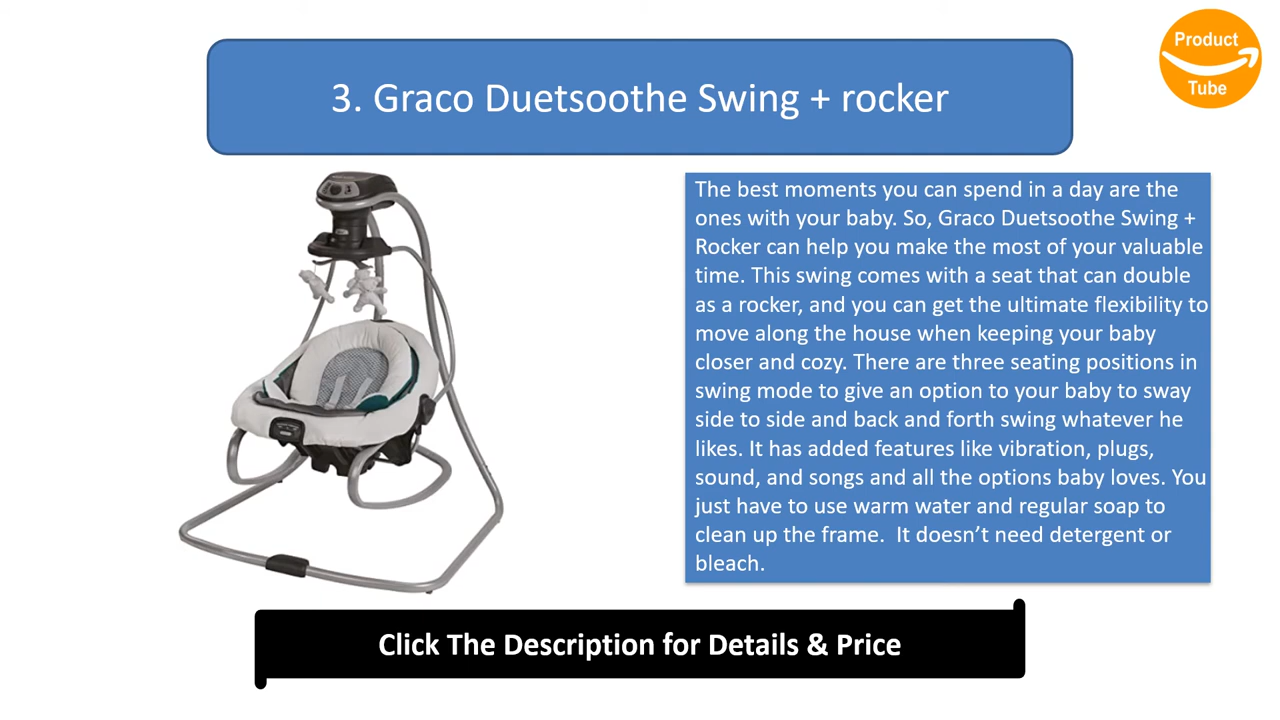 Product
Tube
3. Graco Duetsoothe Swing + rocker
The best moments you can spend in a day are the
ones with your baby. So, Graco Duetsoothe Swing +
Rocker can help you make the most of your valuable
time. This swing comes with a seat that can double
as a rocker, and you can get the ultimate flexibility to
move along the house when keeping your baby
closer and cozy. There are three seating positions in
swing mode to give an option to your baby to sway
side to side and back and forth swing whatever he
likes. It has added features like vibration, plugs,
sound, and songs and all the options baby loves. You
just have to use warm water and regular soap to
clean up the frame.  It doesn’t need detergent or
bleach.
Click The Description for Details & Price